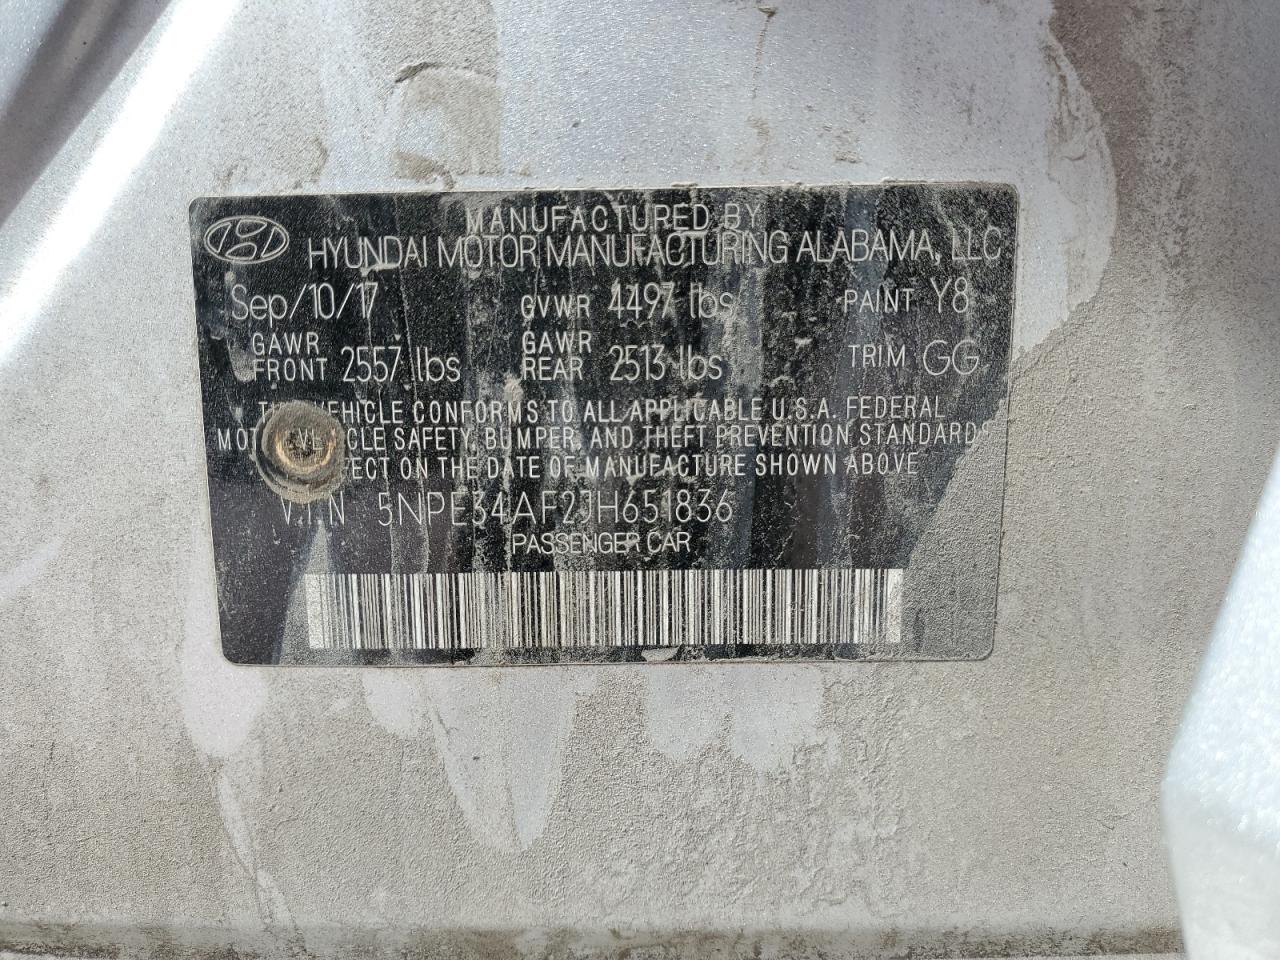 MANUFACTURED BY
HYUNDAI MOTOR MANUFACTURING ALABAMA, LLC
Sep/10/17 GVWR 4497 lbs PAINT Y8
GAWR FRONT 2557 lbs GAWR REAR 2513 lbs TRIM GG
VEHICLE CONFORMS TO ALL APPLICABLE U.S.A. FEDERAL
SAFETY, BUMPER, AND THEFT PREVENTION STANDARDS
ON THE DATE OF MANUFACTURE SHOWN ABOVE
VIN 5NPE34AF2JH651836
PASSENGER CAR